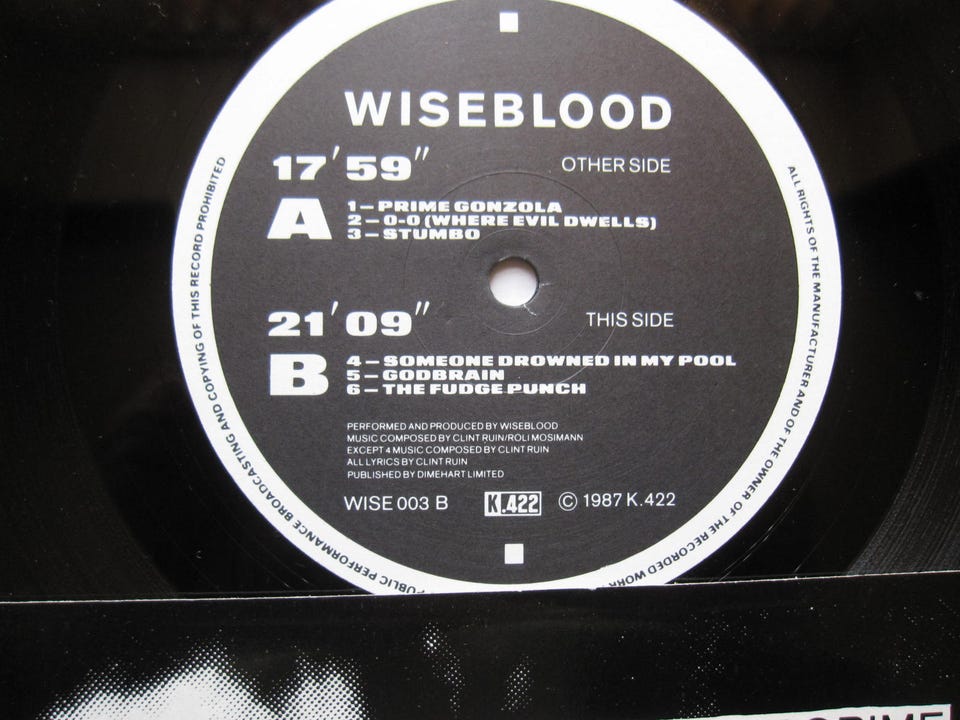 WISEBLOOD
17'59"
OTHER SIDE
A
1 – PRIME GONZOLA
2 – O-O (WHERE EVIL DWELLS)
3 – STUMBO
21'09"
THIS SIDE
B
4 – SOMEONE DROWNED IN MY POOL
5 – GODBRAIN
6 – THE FUDGE PUNCH
PERFORMED AND PRODUCED BY WISEBLOOD
MUSIC COMPOSED BY CLINT RUIN/ROLI MOSIMANN
EXCEPT 4 MUSIC COMPOSED BY CLINT RUIN
ALL LYRICS BY CLINT RUIN
PUBLISHED BY DIMEHART LIMITED
WISE 003 B
K.422
© 1987 K.422
ALL RIGHTS OF THE MANUFACTURER AND OF THE OWNER OF THE RECORDED WORK
PUBLIC PERFORMANCE BROADCASTING AND COPYING OF THIS RECORD PROHIBITED